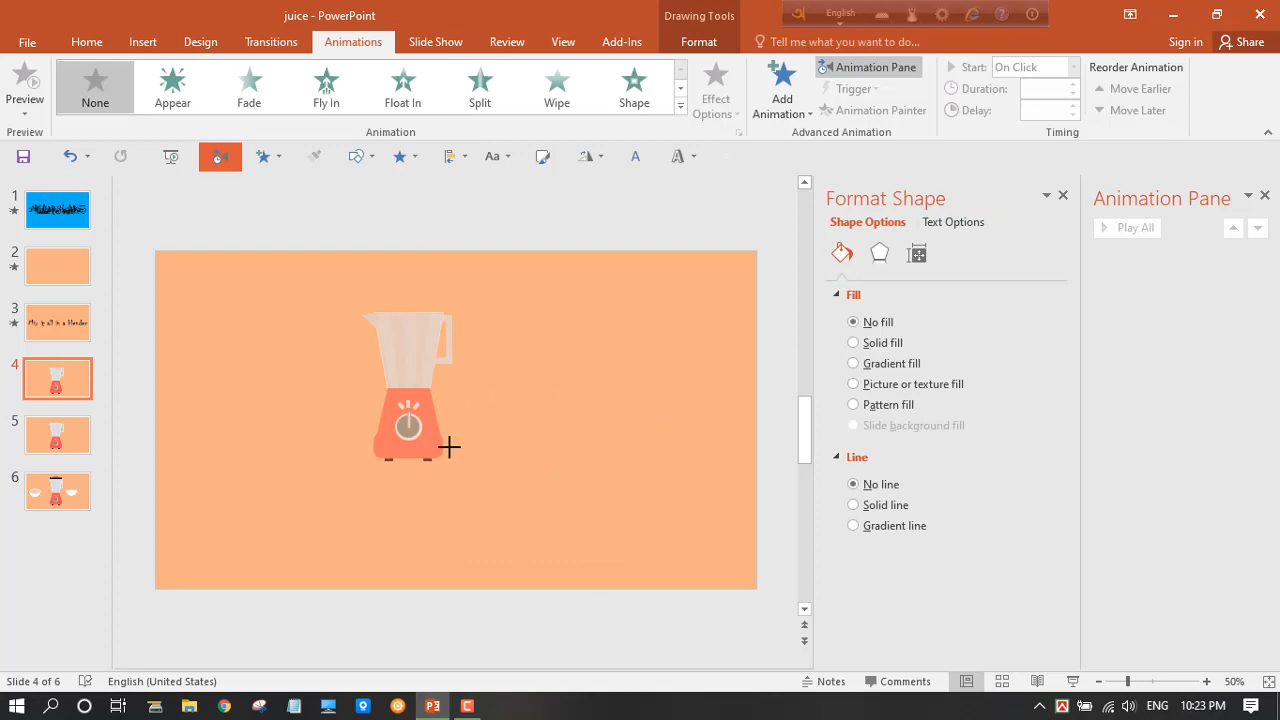 juice - PowerPoint
Drawing Tools
English
File
Home
Insert
Design
Transitions
Animations
Slide Show
Review
View
Add-Ins
Format
Tell me what you want to do...
Sign in
Share
Preview
None
Appear
Fade
Fly In
Float In
Split
Wipe
Shape
Effect Options
Add Animation
Animation Pane
Trigger
Animation Painter
Start:
On Click
Duration:
Delay:
Reorder Animation
Move Earlier
Move Later
Preview
Animation
Advanced Animation
Timing
Aa
A
A
1
2
3
Mix it all in a blender
4
5
6
Format Shape
Shape Options
Text Options
Fill
No fill
Solid fill
Gradient fill
Picture or texture fill
Pattern fill
Slide background fill
Line
No line
Solid line
Gradient line
Animation Pane
Play All
Slide 4 of 6
English (United States)
Notes
Comments
50%
10:23 PM